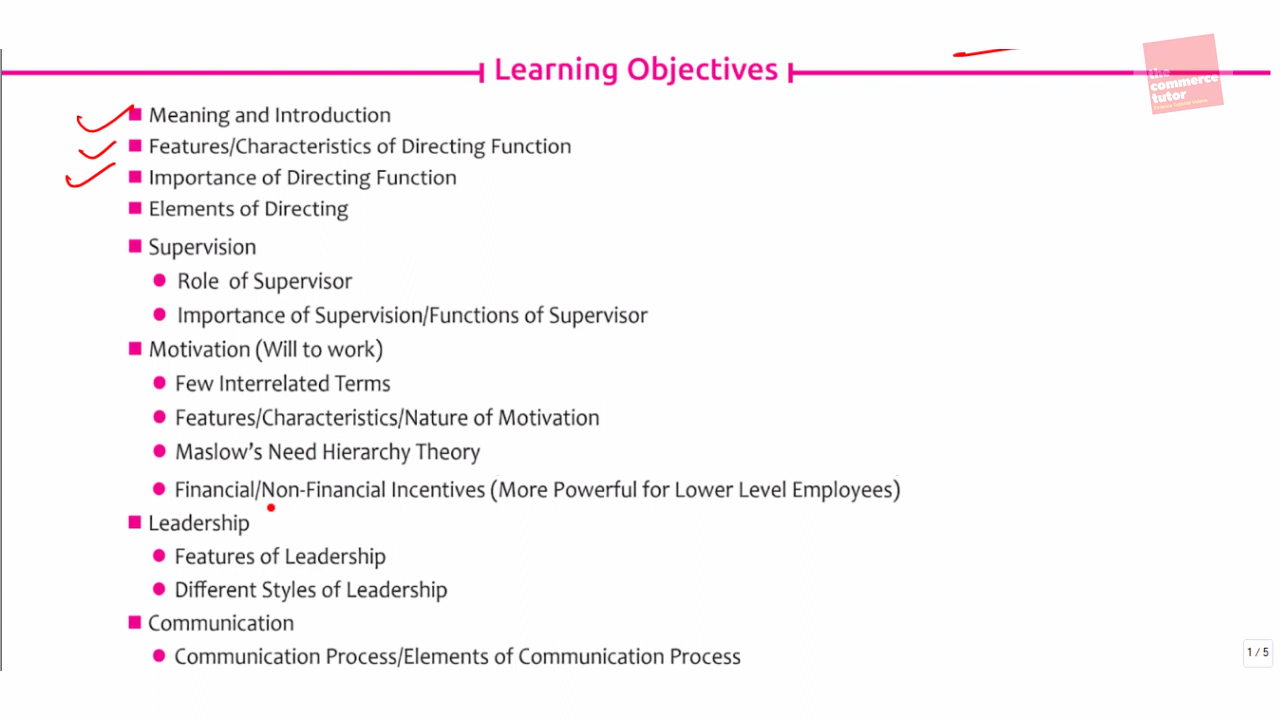 Learning Objectives
the
commerce
tutor
Meaning and Introduction
Features/Characteristics of Directing Function
Importance of Directing Function
Elements of Directing
Supervision
Role of Supervisor
Importance of Supervision/Functions of Supervisor
Motivation (Will to work)
Few Interrelated Terms
Features/Characteristics/Nature of Motivation
Maslow's Need Hierarchy Theory
Financial/Non-Financial Incentives (More Powerful for Lower Level Employees)
Leadership
Features of Leadership
Different Styles of Leadership
Communication
Communication Process/Elements of Communication Process
1 / 5